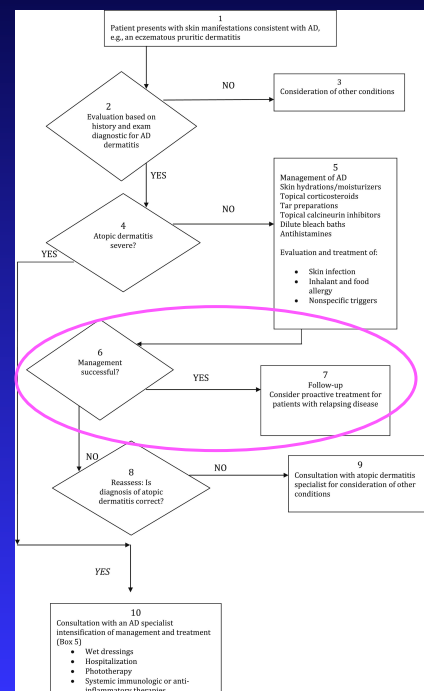 1
Patient presents with skin manifestations consistent with AD,
e.g., an eczematous pruritic dermatitis
2
Evaluation based on
history and exam
diagnostic for AD
dermatitis
NO
3
Consideration of other conditions
YES
4
Atopic dermatitis
severe?
NO
YES
5
Management of AD
Skin hydrations/moisturizers
Topical corticosteroids
Tar preparations
Topical calcineurin inhibitors
Dilute bleach baths
Antihistamines
Evaluation and treatment of:
• Skin infection
• Inhalant and food
allergy
• Nonspecific triggers
6
Management
successful?
YES
7
Follow-up
Consider proactive treatment for
patients with relapsing disease
NO
8
Reassess: Is
diagnosis of atopic
dermatitis correct?
NO
9
Consultation with atopic dermatitis
specialist for consideration of other
conditions
YES
10
Consultation with an AD specialist
intensification of management and treatment
(Box 5)
• Wet dressings
• Hospitalization
• Phototherapy
• Systemic immunologic or anti-
inflammatory therapies